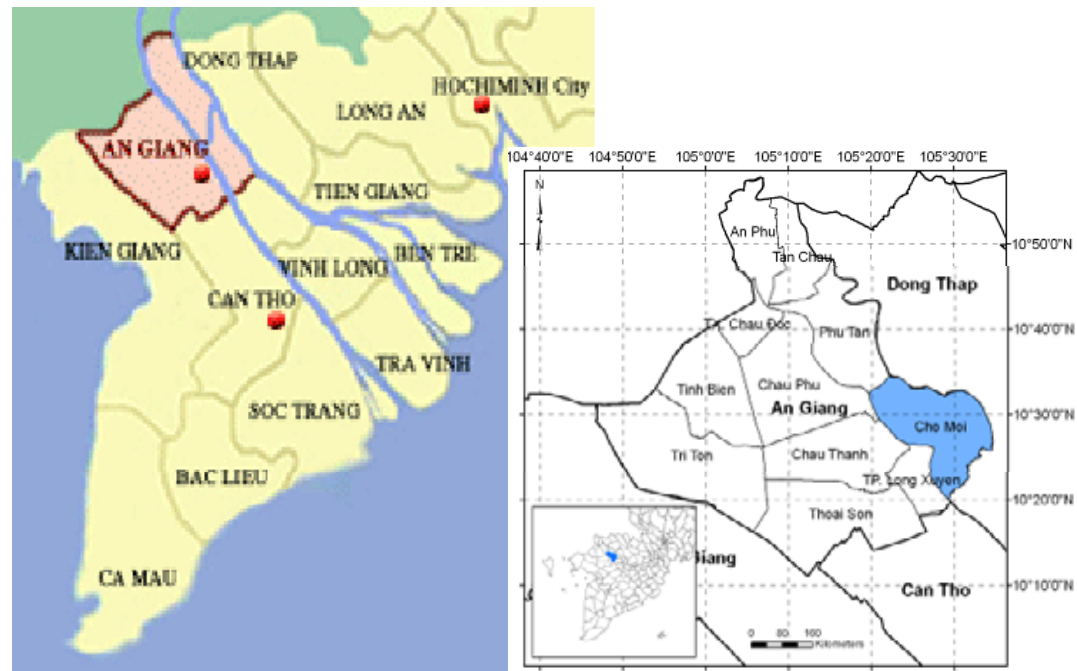 DONG THAP
HOCHIMINH City
LONG AN
AN GIANG
TIEN GIANG
KIEN GIANG
BEN TRE
VINH LONG
CAN THO
TRA VINH
SOC TRANG
BAC LIEU
CA MAU
104°40'0"E 104°50'0"E 105°0'0"E 105°10'0"E 105°20'0"E 105°30'0"E
N
An Phu
10°50'0"N
Tan Chau
Dong Thap
10°40'0"N
TX. Chau Doc
Phu Tan
Tinh Bien
Chau Phu
An Giang
10°30'0"N
Cho Moi
Tri Ton
Chau Thanh
TP. Long Xuyen
10°20'0"N
Thoai Son
Giang
10°10'0"N
Can Tho
0 80 160
Kilometers